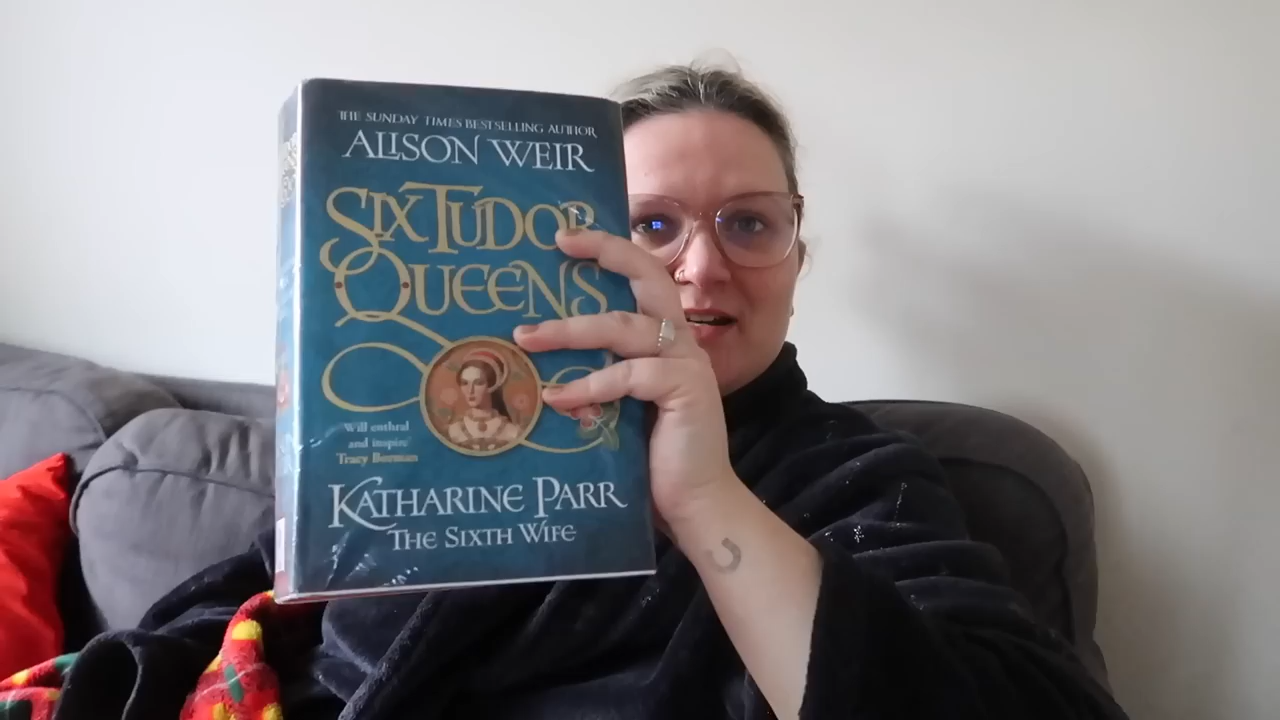 THE SUNDAY TIMES BESTSELLING AUTHOR
ALISON WEIR
SIX TUDOR
QUEENS
Will enthral
and inspire
Tracy Borman
KATHARINE PARR
THE SIXTH WIFE